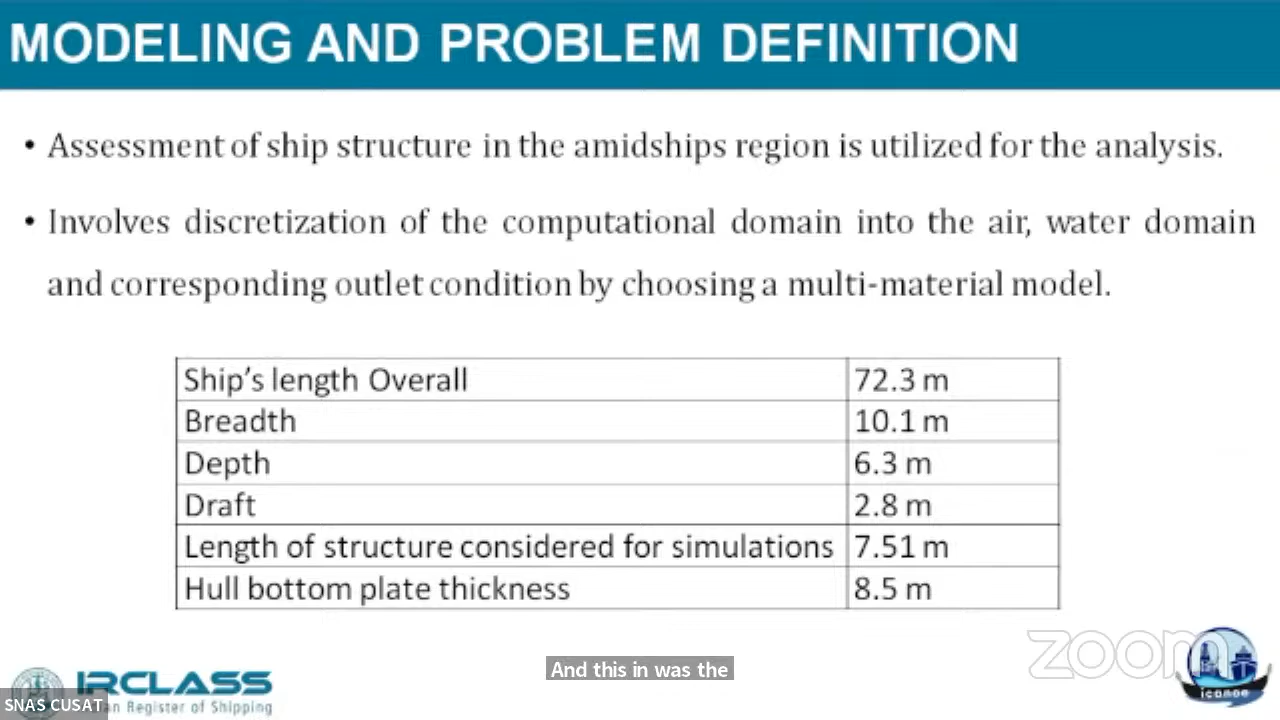 MODELING AND PROBLEM DEFINITION
• Assessment of ship structure in the amidships region is utilized for the analysis.
• Involves discretization of the computational domain into the air, water domain
and corresponding outlet condition by choosing a multi-material model.
Ship's length Overall 72.3 m
Breadth 10.1 m
Depth 6.3 m
Draft 2.8 m
Length of structure considered for simulations 7.51 m
Hull bottom plate thickness 8.5 m
zoom
And this in was the
IRCLASS
an Register of Shipping
SNAS CUSAT
icanoe